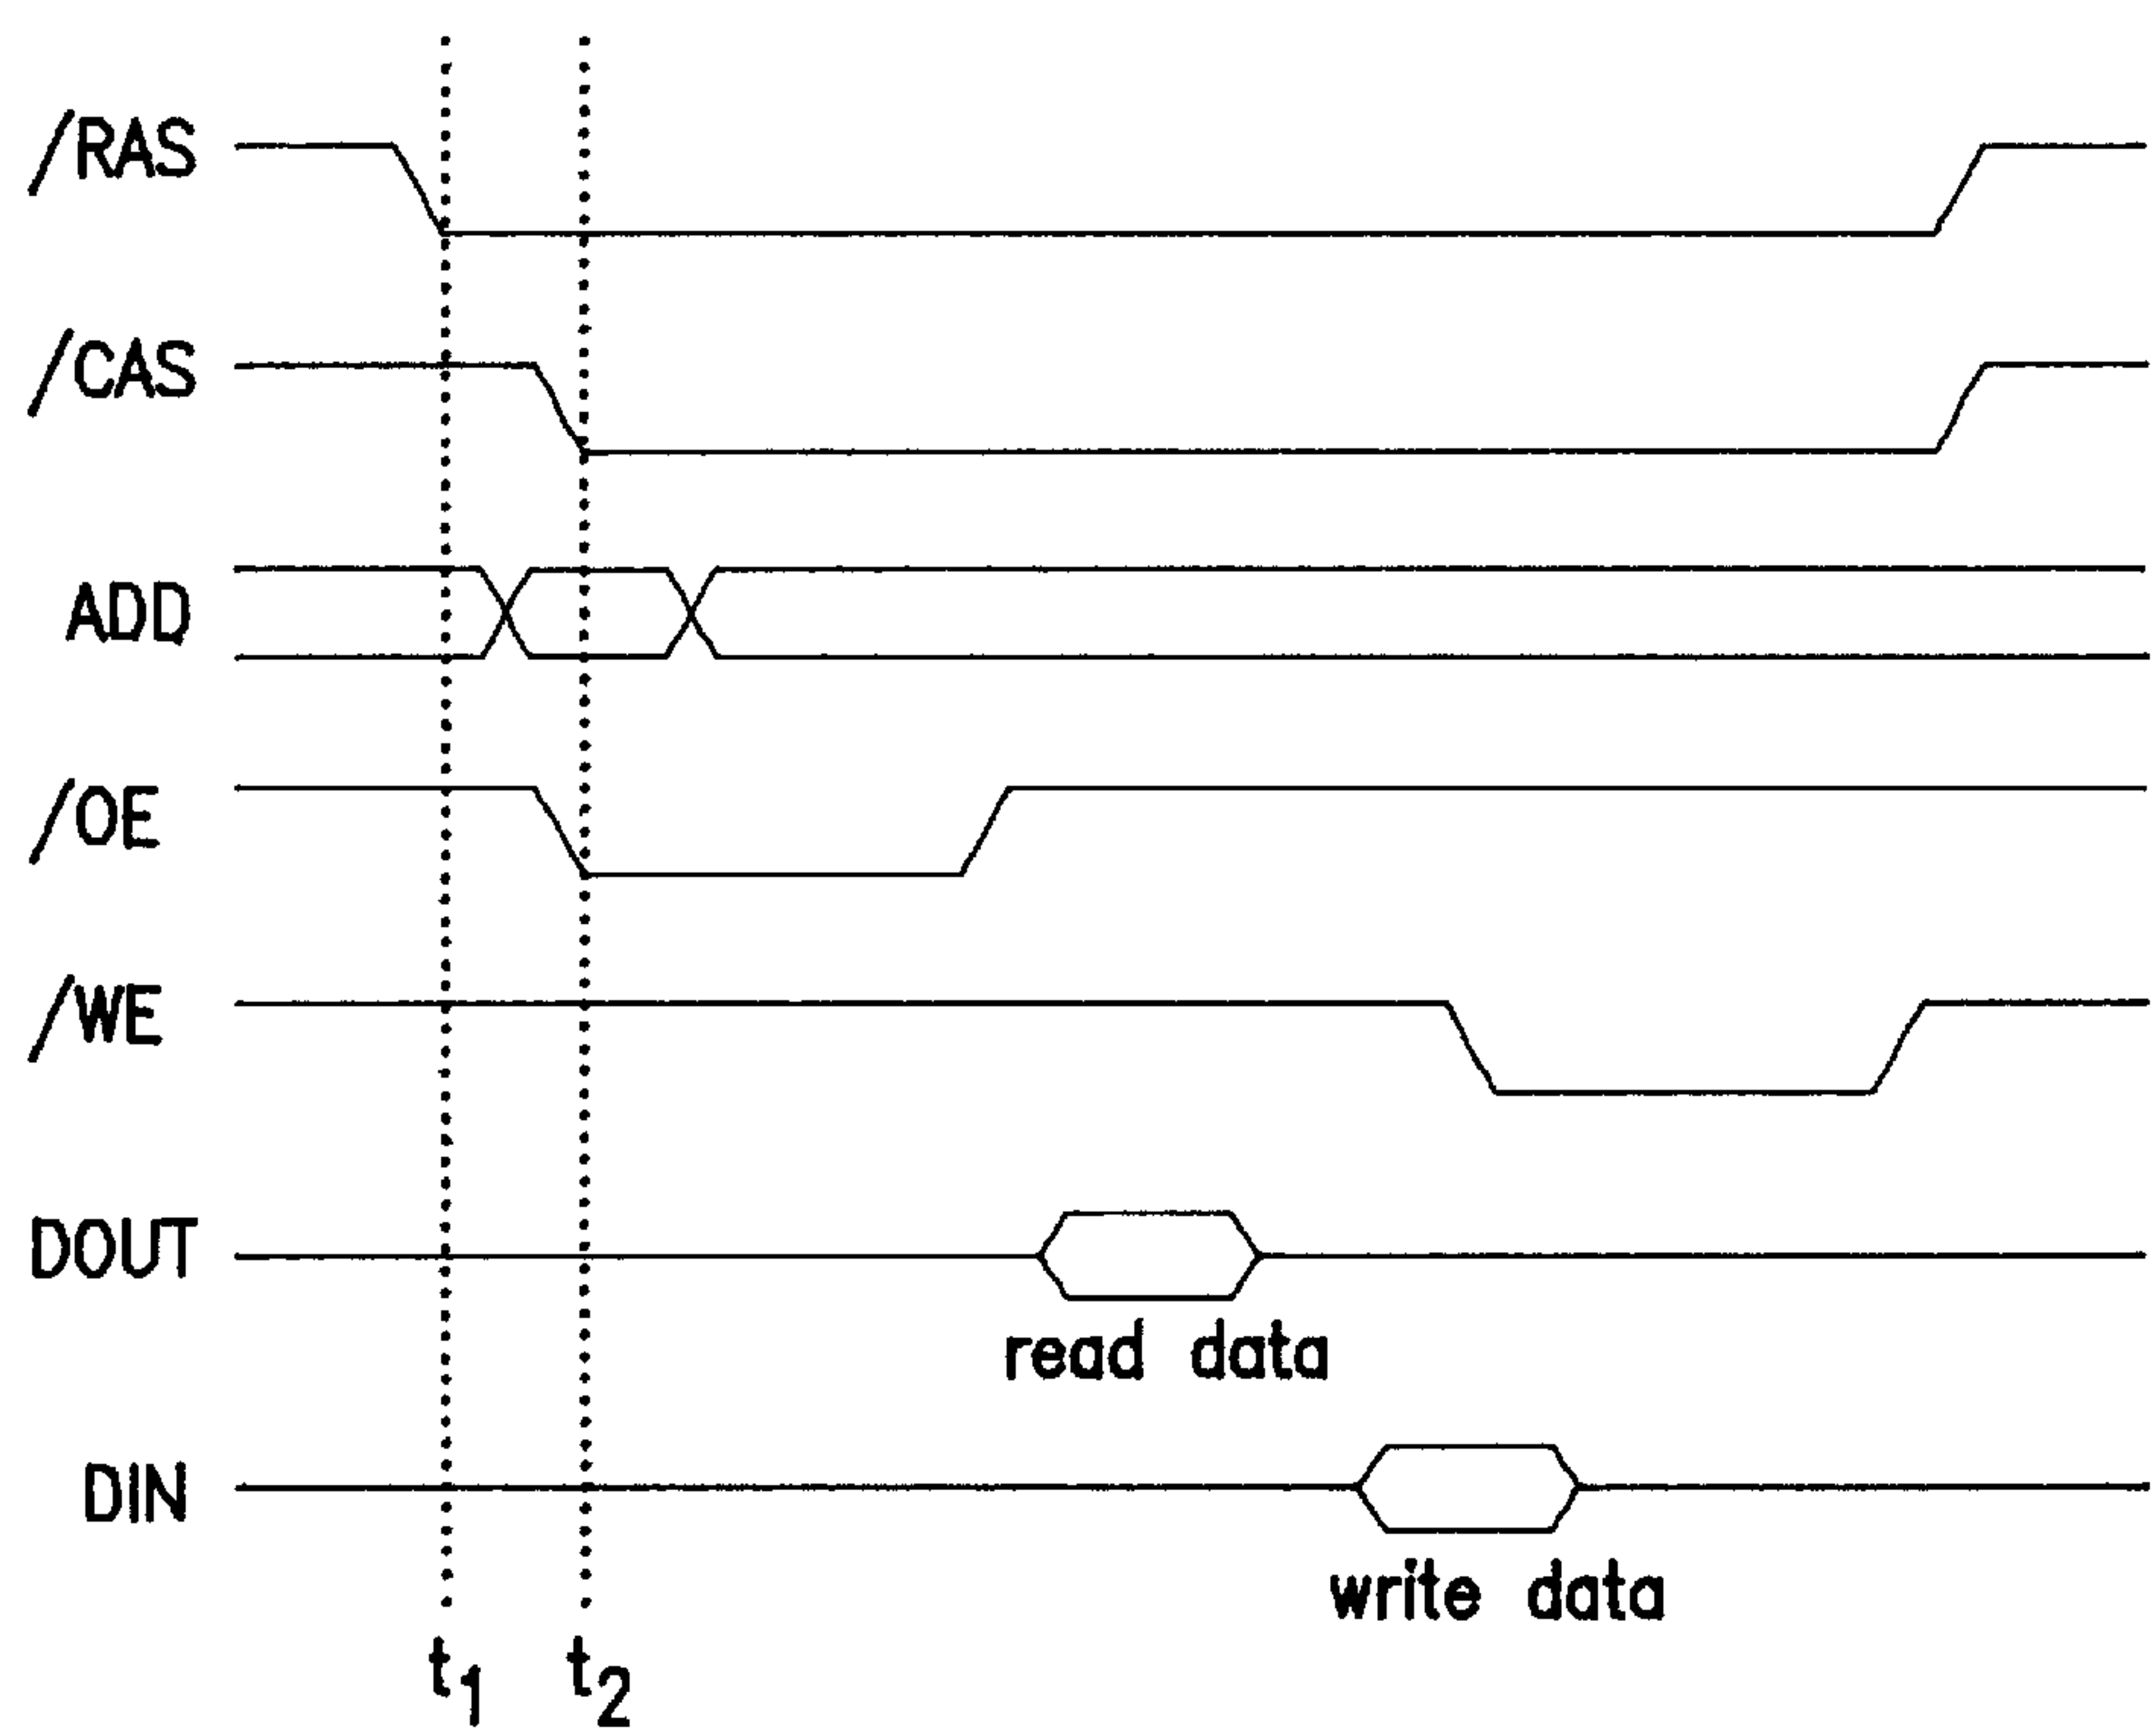 /RAS
/CAS
ADD
/OE
/WE
DOUT
read data
DIN
write data
t1 t2